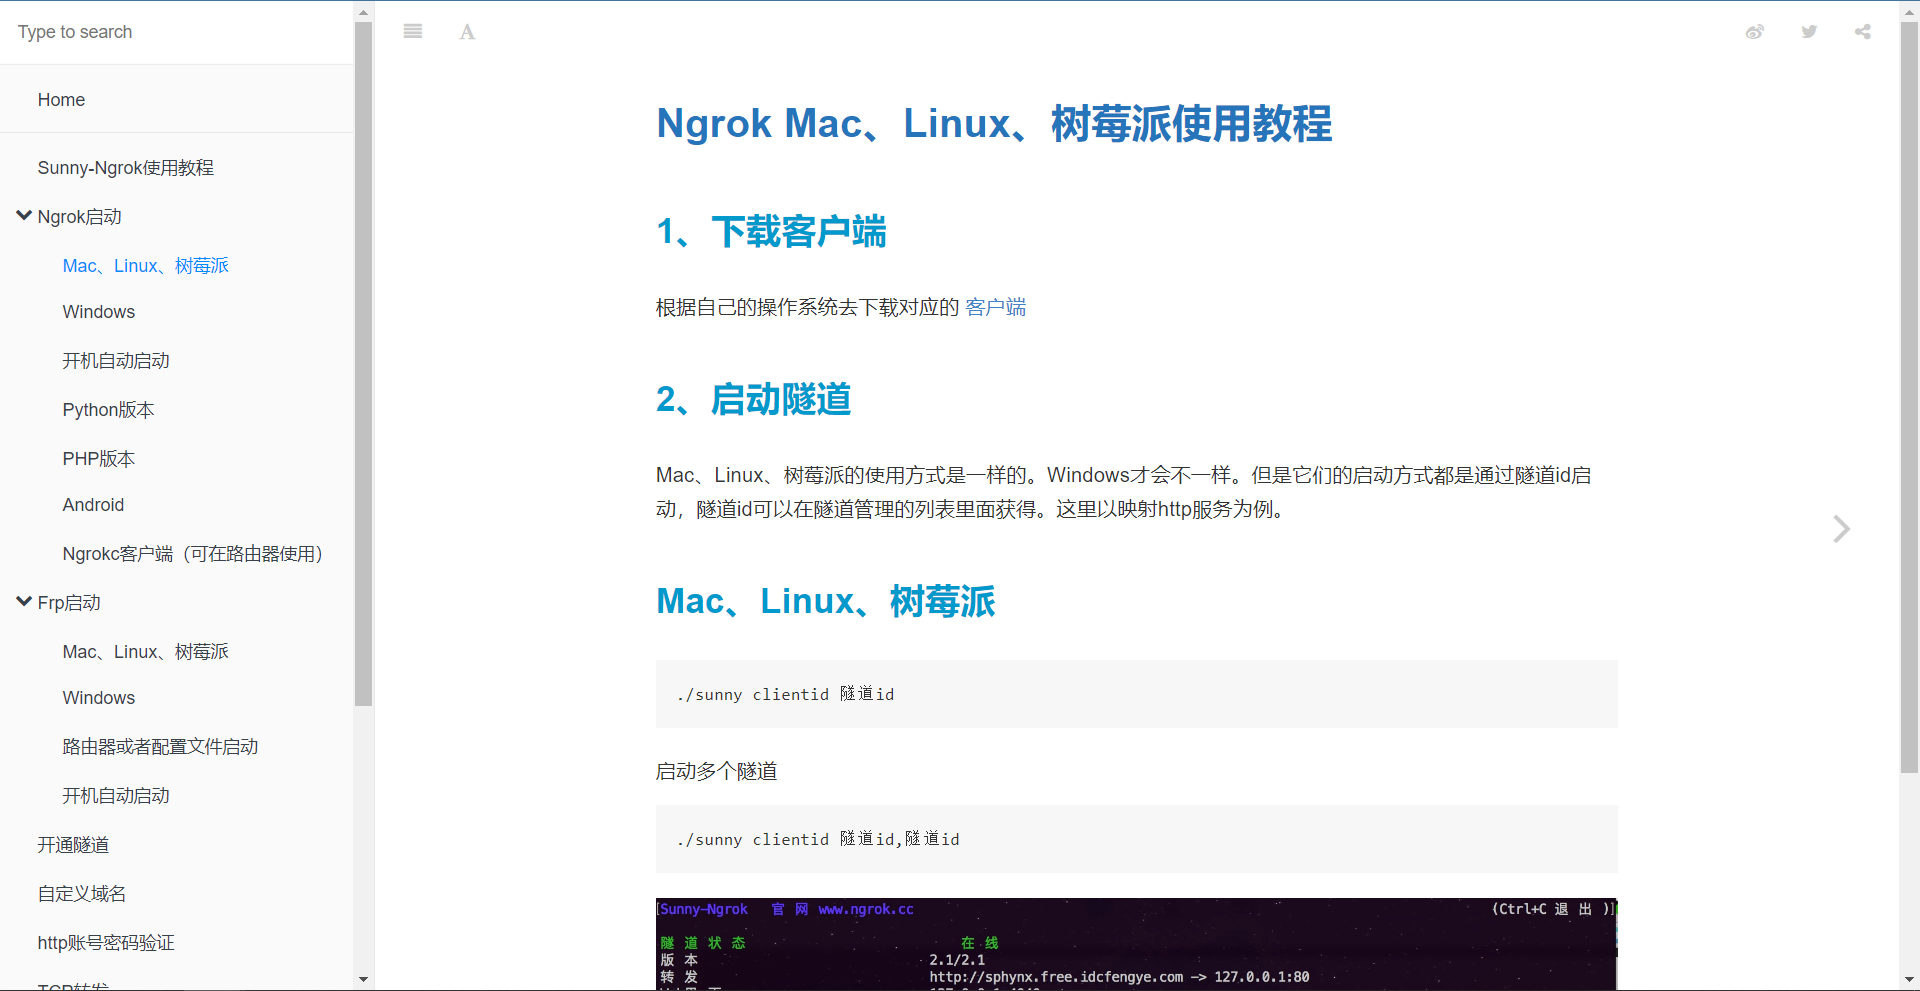 Type to search
Home
Sunny-Ngrok使用教程
Ngrok启动
Mac、Linux、树莓派
Windows
开机自动启动
Python版本
PHP版本
Android
Ngrokc客户端（可在路由器使用）
Frp启动
Mac、Linux、树莓派
Windows
路由器或者配置文件启动
开机自动启动
开通隧道
自定义域名
http账号密码验证
TCP转发
A
Ngrok Mac、Linux、树莓派使用教程
1、下载客户端
根据自己的操作系统去下载对应的 客户端
2、启动隧道
Mac、Linux、树莓派的使用方式是一样的。Windows才会不一样。但是它们的启动方式都是通过隧道id启
动，隧道id可以在隧道管理的列表里面获得。这里以映射http服务为例。
Mac、Linux、树莓派
./sunny clientid 隧道id
启动多个隧道
./sunny clientid 隧道id,隧道id
[Sunny-Ngrok 官 网 www.ngrok.cc (Ctrl+C 退 出 )]
隧 道 状 态 在 线
版 本 2.1/2.1
转 发 http://sphynx.free.idcfengye.com -> 127.0.0.1:80